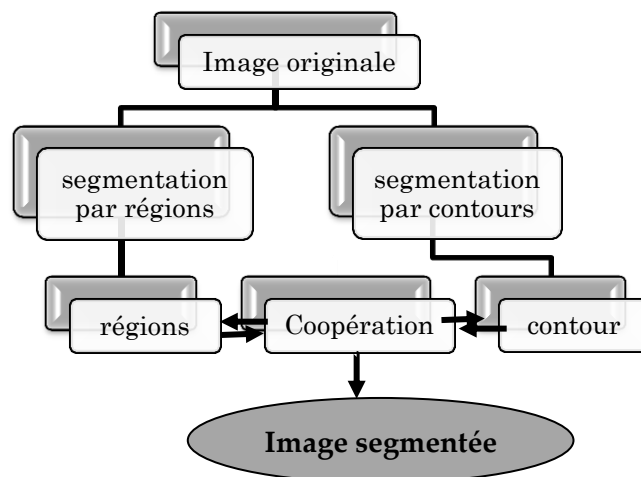 Image originale
segmentation
par régions
segmentation
par contours
régions
Coopération
contour
Image segmentée